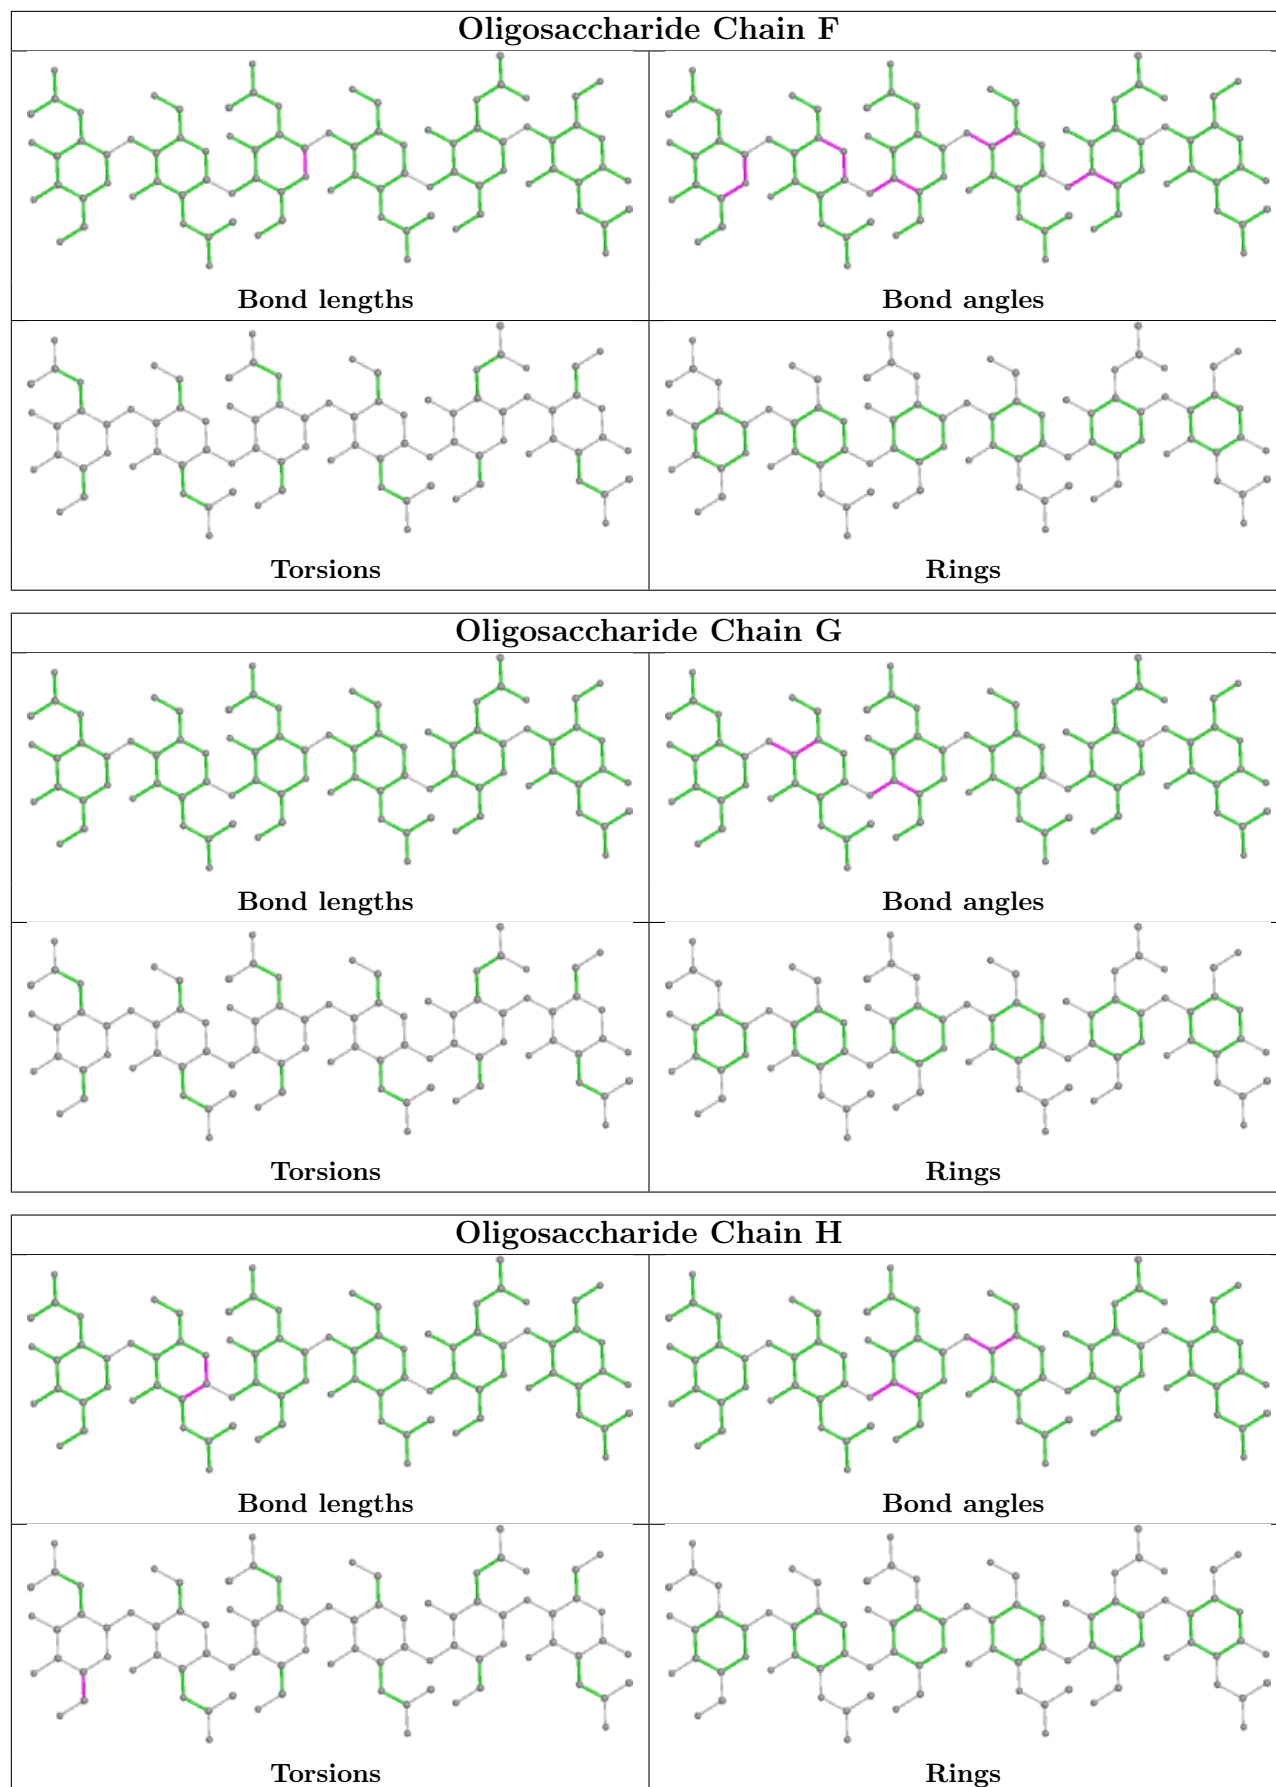 Oligosaccharide Chain F
Bond lengths
Bond angles
Torsions
Rings
Oligosaccharide Chain G
Bond lengths
Bond angles
Torsions
Rings
Oligosaccharide Chain H
Bond lengths
Bond angles
Torsions
Rings